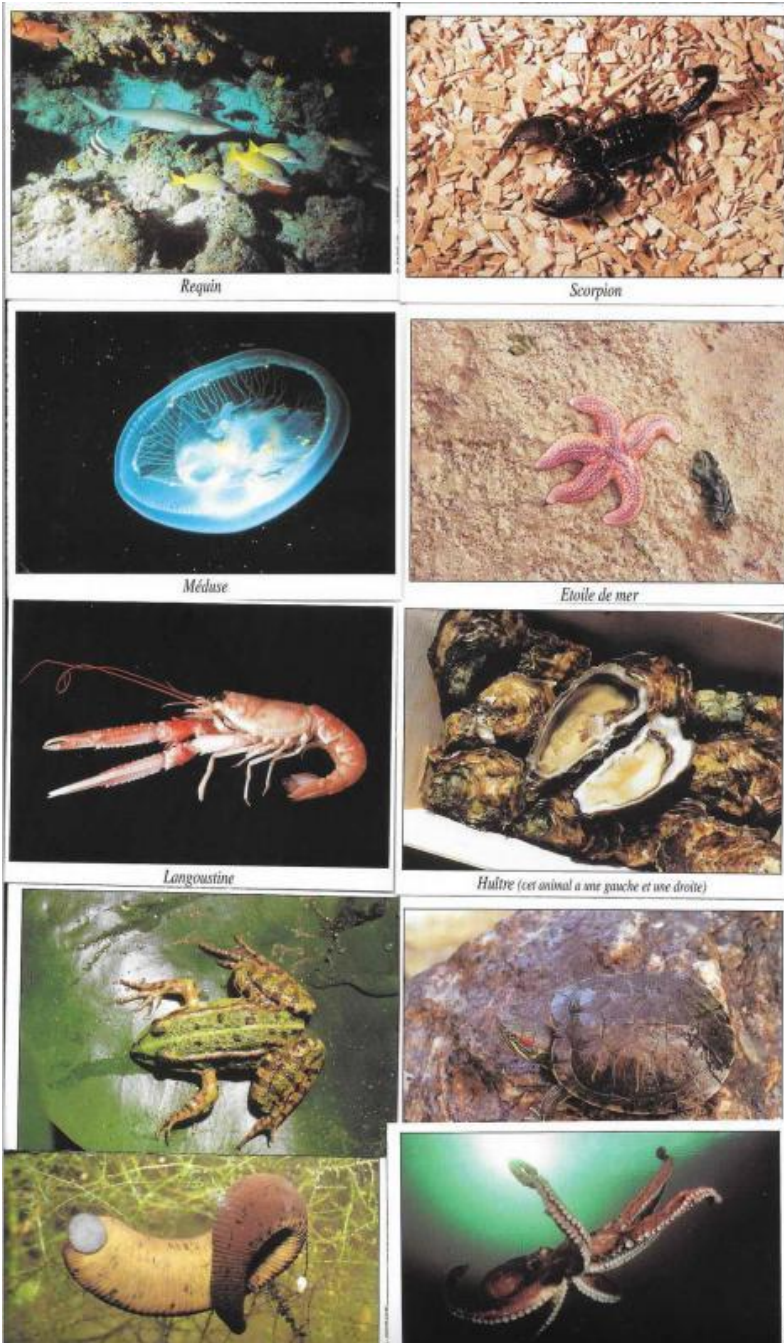 Requin
Scorpion
Méduse
Etoile de mer
Langoustine
Huître (cet animal a une gauche et une droite)